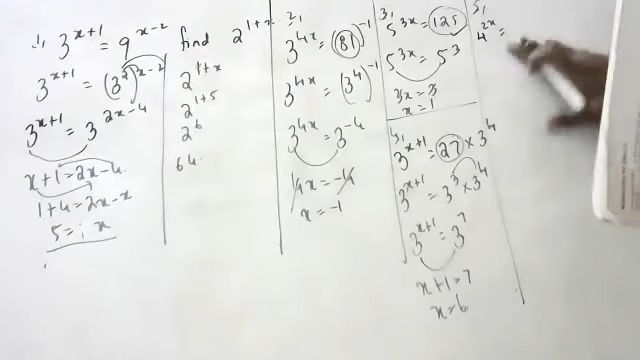 1, 3^{x+1} = 9^{x-2} find 2^{1+x}
3^{x+1} = (3^2)^{x-2}
3^{x+1} = 3^{2x-4}
x+1 = 2x-4
1+4 = 2x-x
5 = x
2^{1+x}
2^{1+5}
2^6
64
2, 3^{4x} = (81)^{-1}
3^{4x} = (3^4)^{-1}
3^{4x} = 3^{-4}
4x = -4
x = -1
3, 5^{3x} = 125
5^{3x} = 5^3
3x = 3
x = 1
4, 3^{x+1} = 27 × 3^4
3^{x+1} = 3^3 × 3^4
3^{x+1} = 3^7
x+1 = 7
x = 6
5, 4^{2x} =